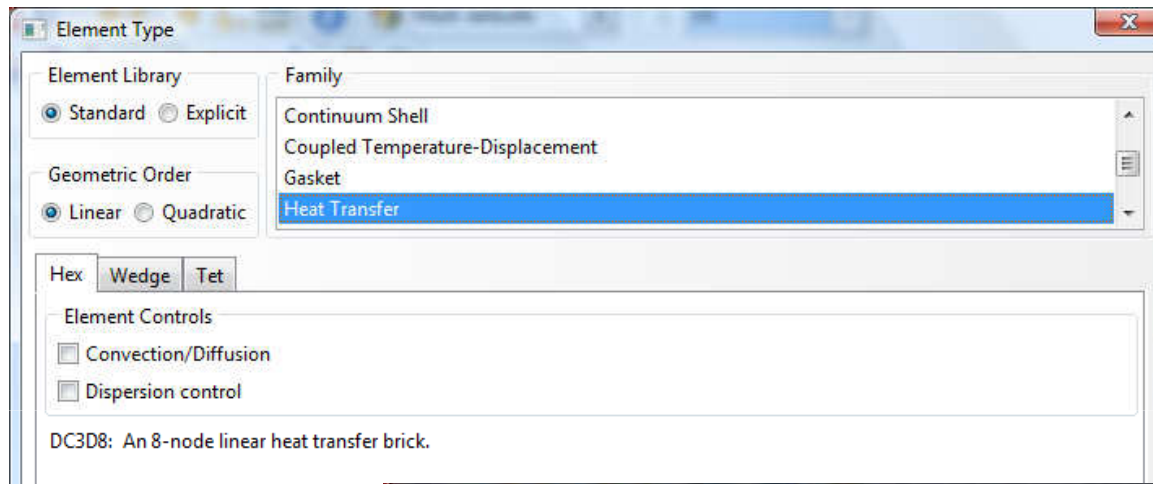 Element Type
Element Library
Standard Explicit
Geometric Order
Linear Quadratic
Family
Continuum Shell
Coupled Temperature-Displacement
Gasket
Heat Transfer
Hex Wedge Tet
Element Controls
Convection/Diffusion
Dispersion control
DC3D8: An 8-node linear heat transfer brick.